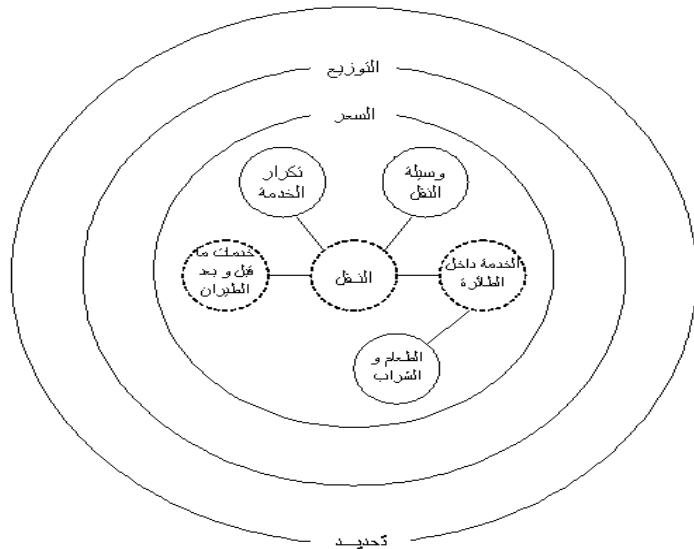 التوزيع
السعر
تكرار
الخدمة
وسيلة
النقل
خدمات ما
قبل و بعد
الطيران
النقل
الخدمة داخل
الطائرة
الطعام و
الشراب
تحديد